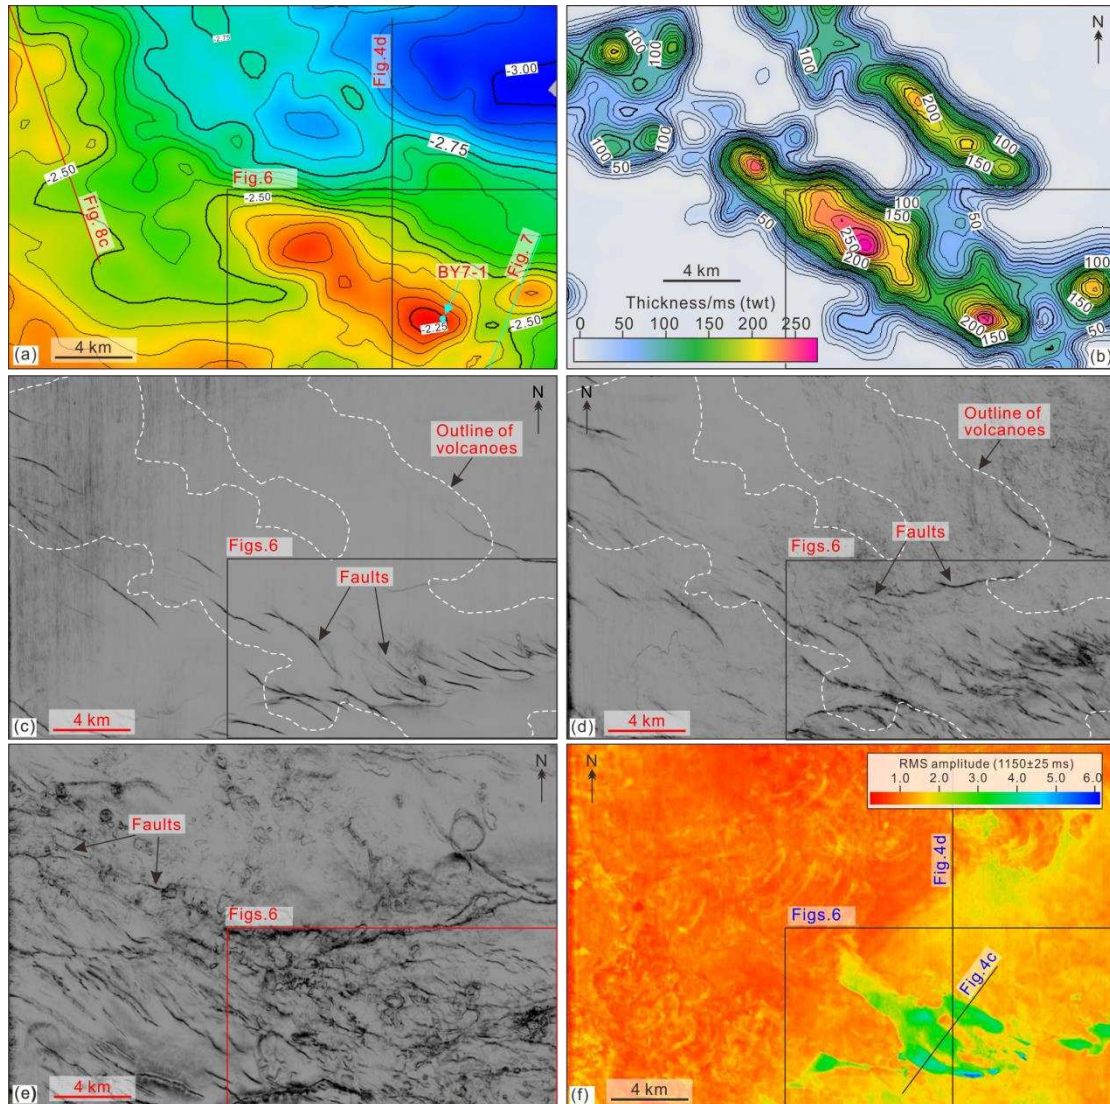 -2.75
Fig.4d
-3.00
-2.75
-2.50
Fig.6
-2.50
Fig. 8c
BY7-1
Fig. 7
-2.25
-2.50
(a)
4 km
N
100
100
100
200
100
100
100
50
150
100
50
100
150
50
250
200
100
4 km
150
Thickness/ms (twt)
200
150
50
0 50 100 150 200 250
(b)
N
Outline of
volcanoes
Figs.6
Faults
4 km
(c)
N
Outline of
volcanoes
Figs.6
Faults
4 km
(d)
N
Faults
Figs.6
4 km
(e)
N
RMS amplitude (1150±25 ms)
1.0 2.0 3.0 4.0 5.0 6.0
Fig.4d
Figs.6
Fig.4c
4 km
(f)